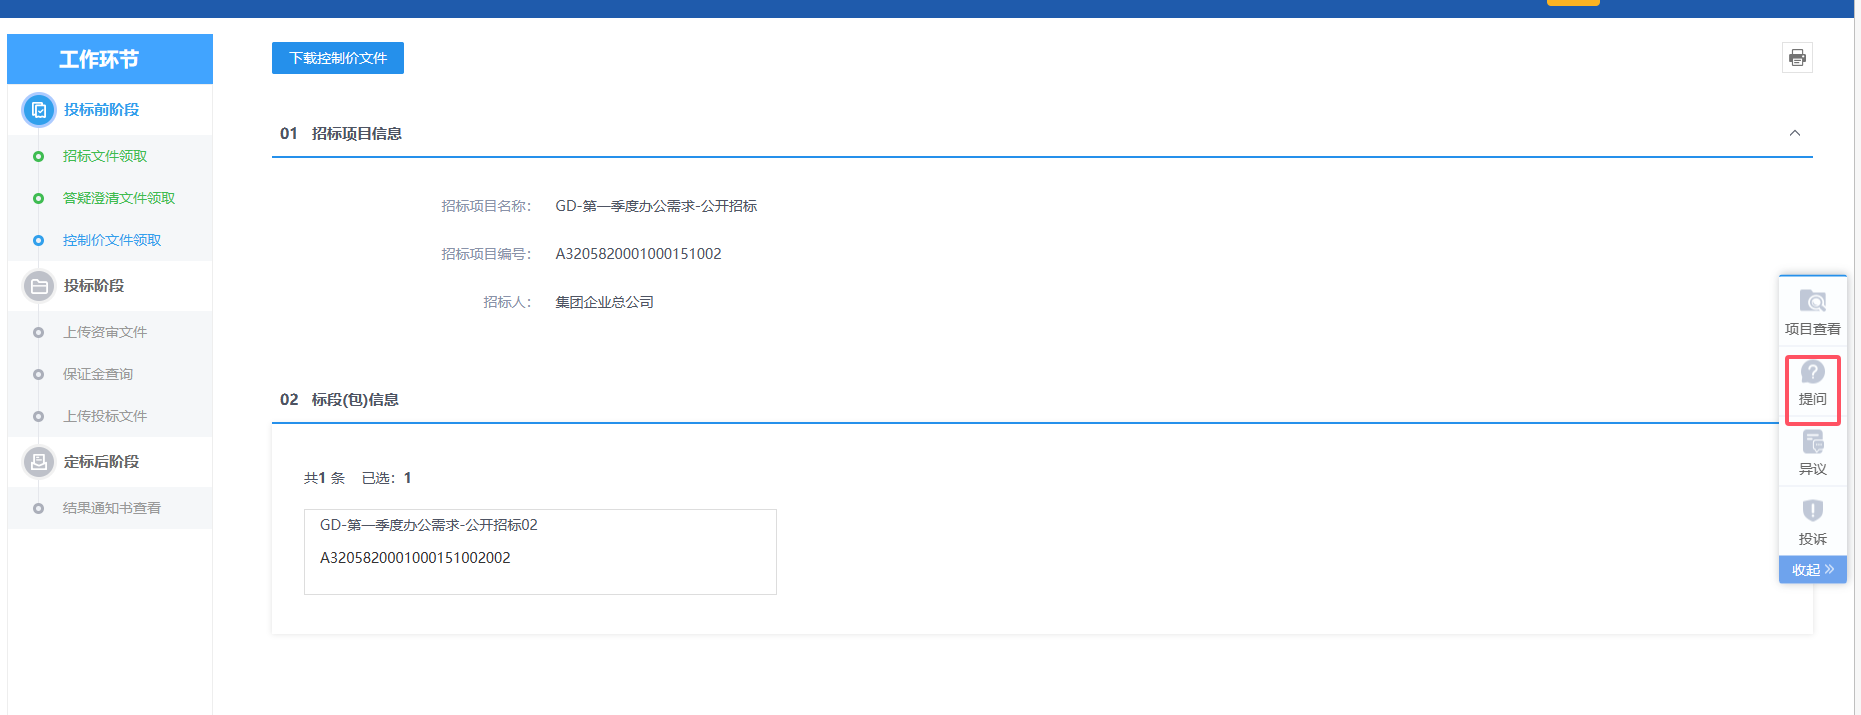 工作环节
投标前阶段
招标文件领取
答疑澄清文件领取
控制价文件领取
投标阶段
上传资审文件
保证金查询
上传投标文件
定标后阶段
结果通知书查看
下载控制价文件
01 招标项目信息
招标项目名称： GD-第一季度办公需求-公开招标
招标项目编号： A3205820001000151002
招标人： 集团企业总公司
02 标段(包)信息
共1 条 已选：1
GD-第一季度办公需求-公开招标02
A3205820001000151002002
项目查看
提问
异议
投诉
收起 »